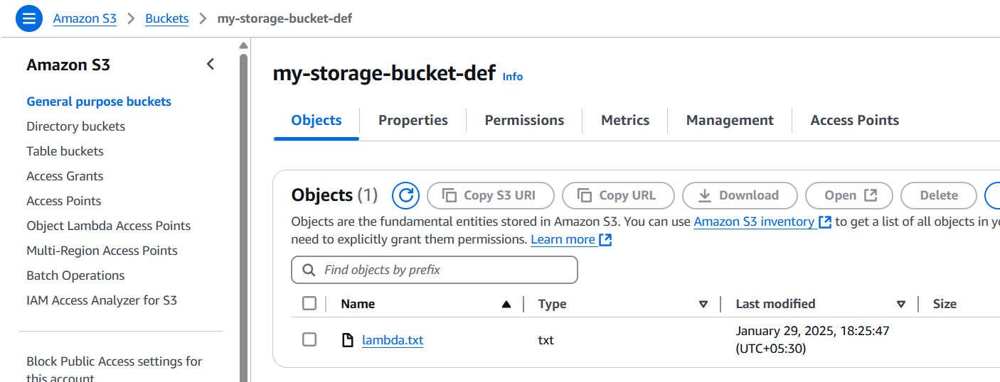 Amazon S3 > Buckets > my-storage-bucket-def
Amazon S3
General purpose buckets
Directory buckets
Table buckets
Access Grants
Access Points
Object Lambda Access Points
Multi-Region Access Points
Batch Operations
IAM Access Analyzer for S3
Block Public Access settings for
this account
my-storage-bucket-def Info
Objects Properties Permissions Metrics Management Access Points
Objects (1) Copy S3 URI Copy URL Download Open Delete
Objects are the fundamental entities stored in Amazon S3. You can use Amazon S3 inventory to get a list of all objects in
need to explicitly grant them permissions. Learn more
Find objects by prefix
Name Type Last modified Size
lambda.txt txt January 29, 2025, 18:25:47
(UTC+05:30)